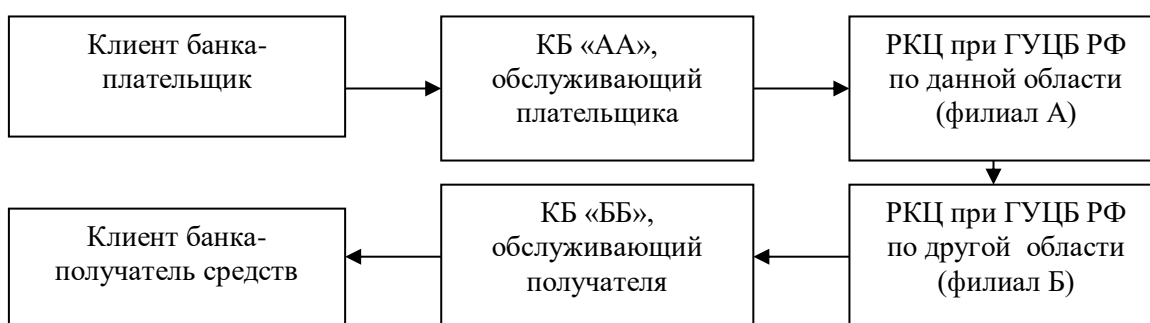 Клиент банка-
плательщик
КБ «АА»,
обслуживающий
плательщика
РКЦ при ГУЦБ РФ
по данной области
(филиал А)
Клиент банка-
получатель средств
КБ «ББ»,
обслуживающий
получателя
РКЦ при ГУЦБ РФ
по другой области
(филиал Б)